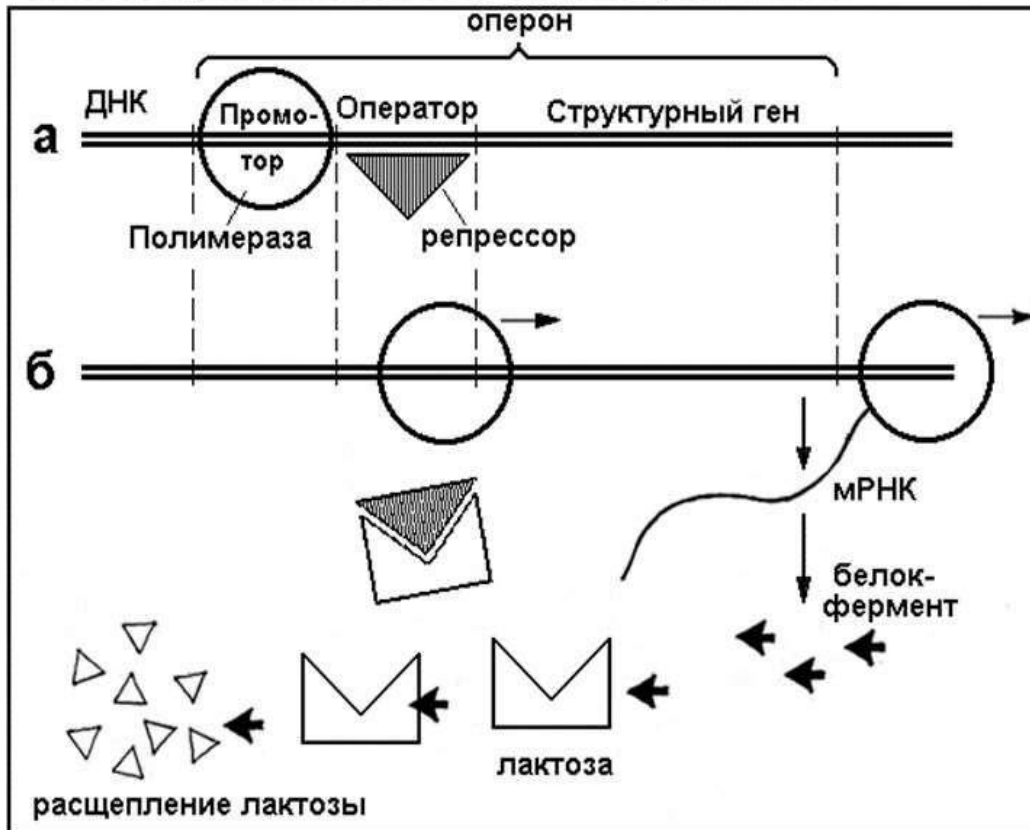 оперон
ДНК
Промо-
тор
Оператор
Структурный ген
а
Полимераза
репрессор
б
мРНК
белок-
фермент
лактоза
расщепление лактозы